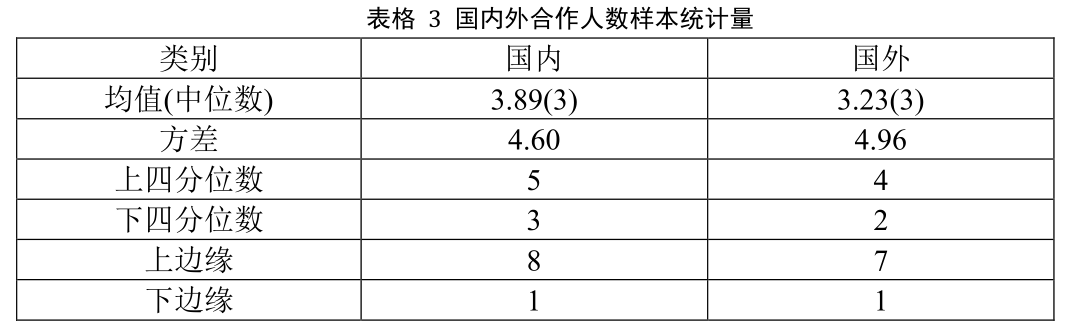 表格 3 国内外合作人数样本统计量
类别 国内 国外
均值(中位数) 3.89(3) 3.23(3)
方差 4.60 4.96
上四分位数 5 4
下四分位数 3 2
上边缘 8 7
下边缘 1 1